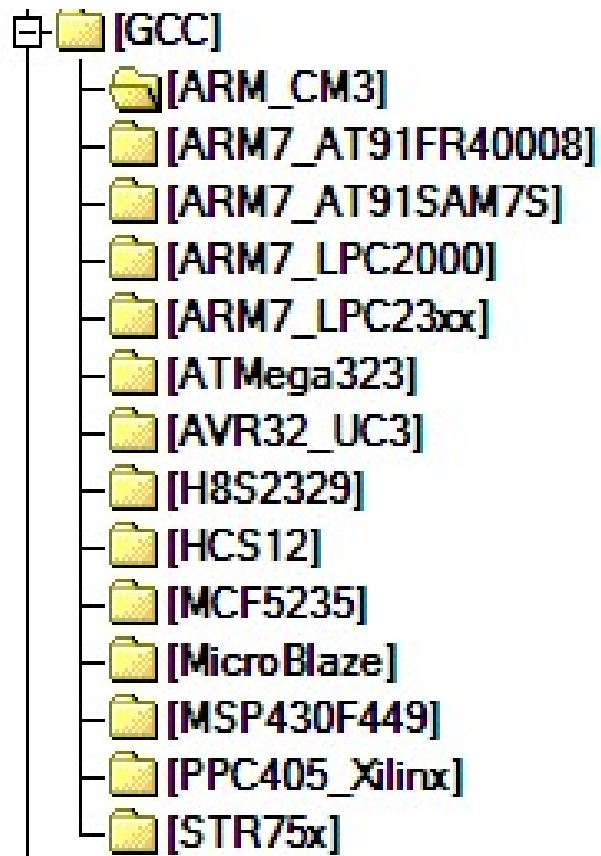 [GCC]
[ARM_CM3]
[ARM7_AT91FR40008]
[ARM7_AT91SAM7S]
[ARM7_LPC2000]
[ARM7_LPC23xx]
[ATMega323]
[AVR32_UC3]
[H8S2329]
[HCS12]
[MCF5235]
[MicroBlaze]
[MSP430F449]
[PPC405_Xilinx]
[STR75x]